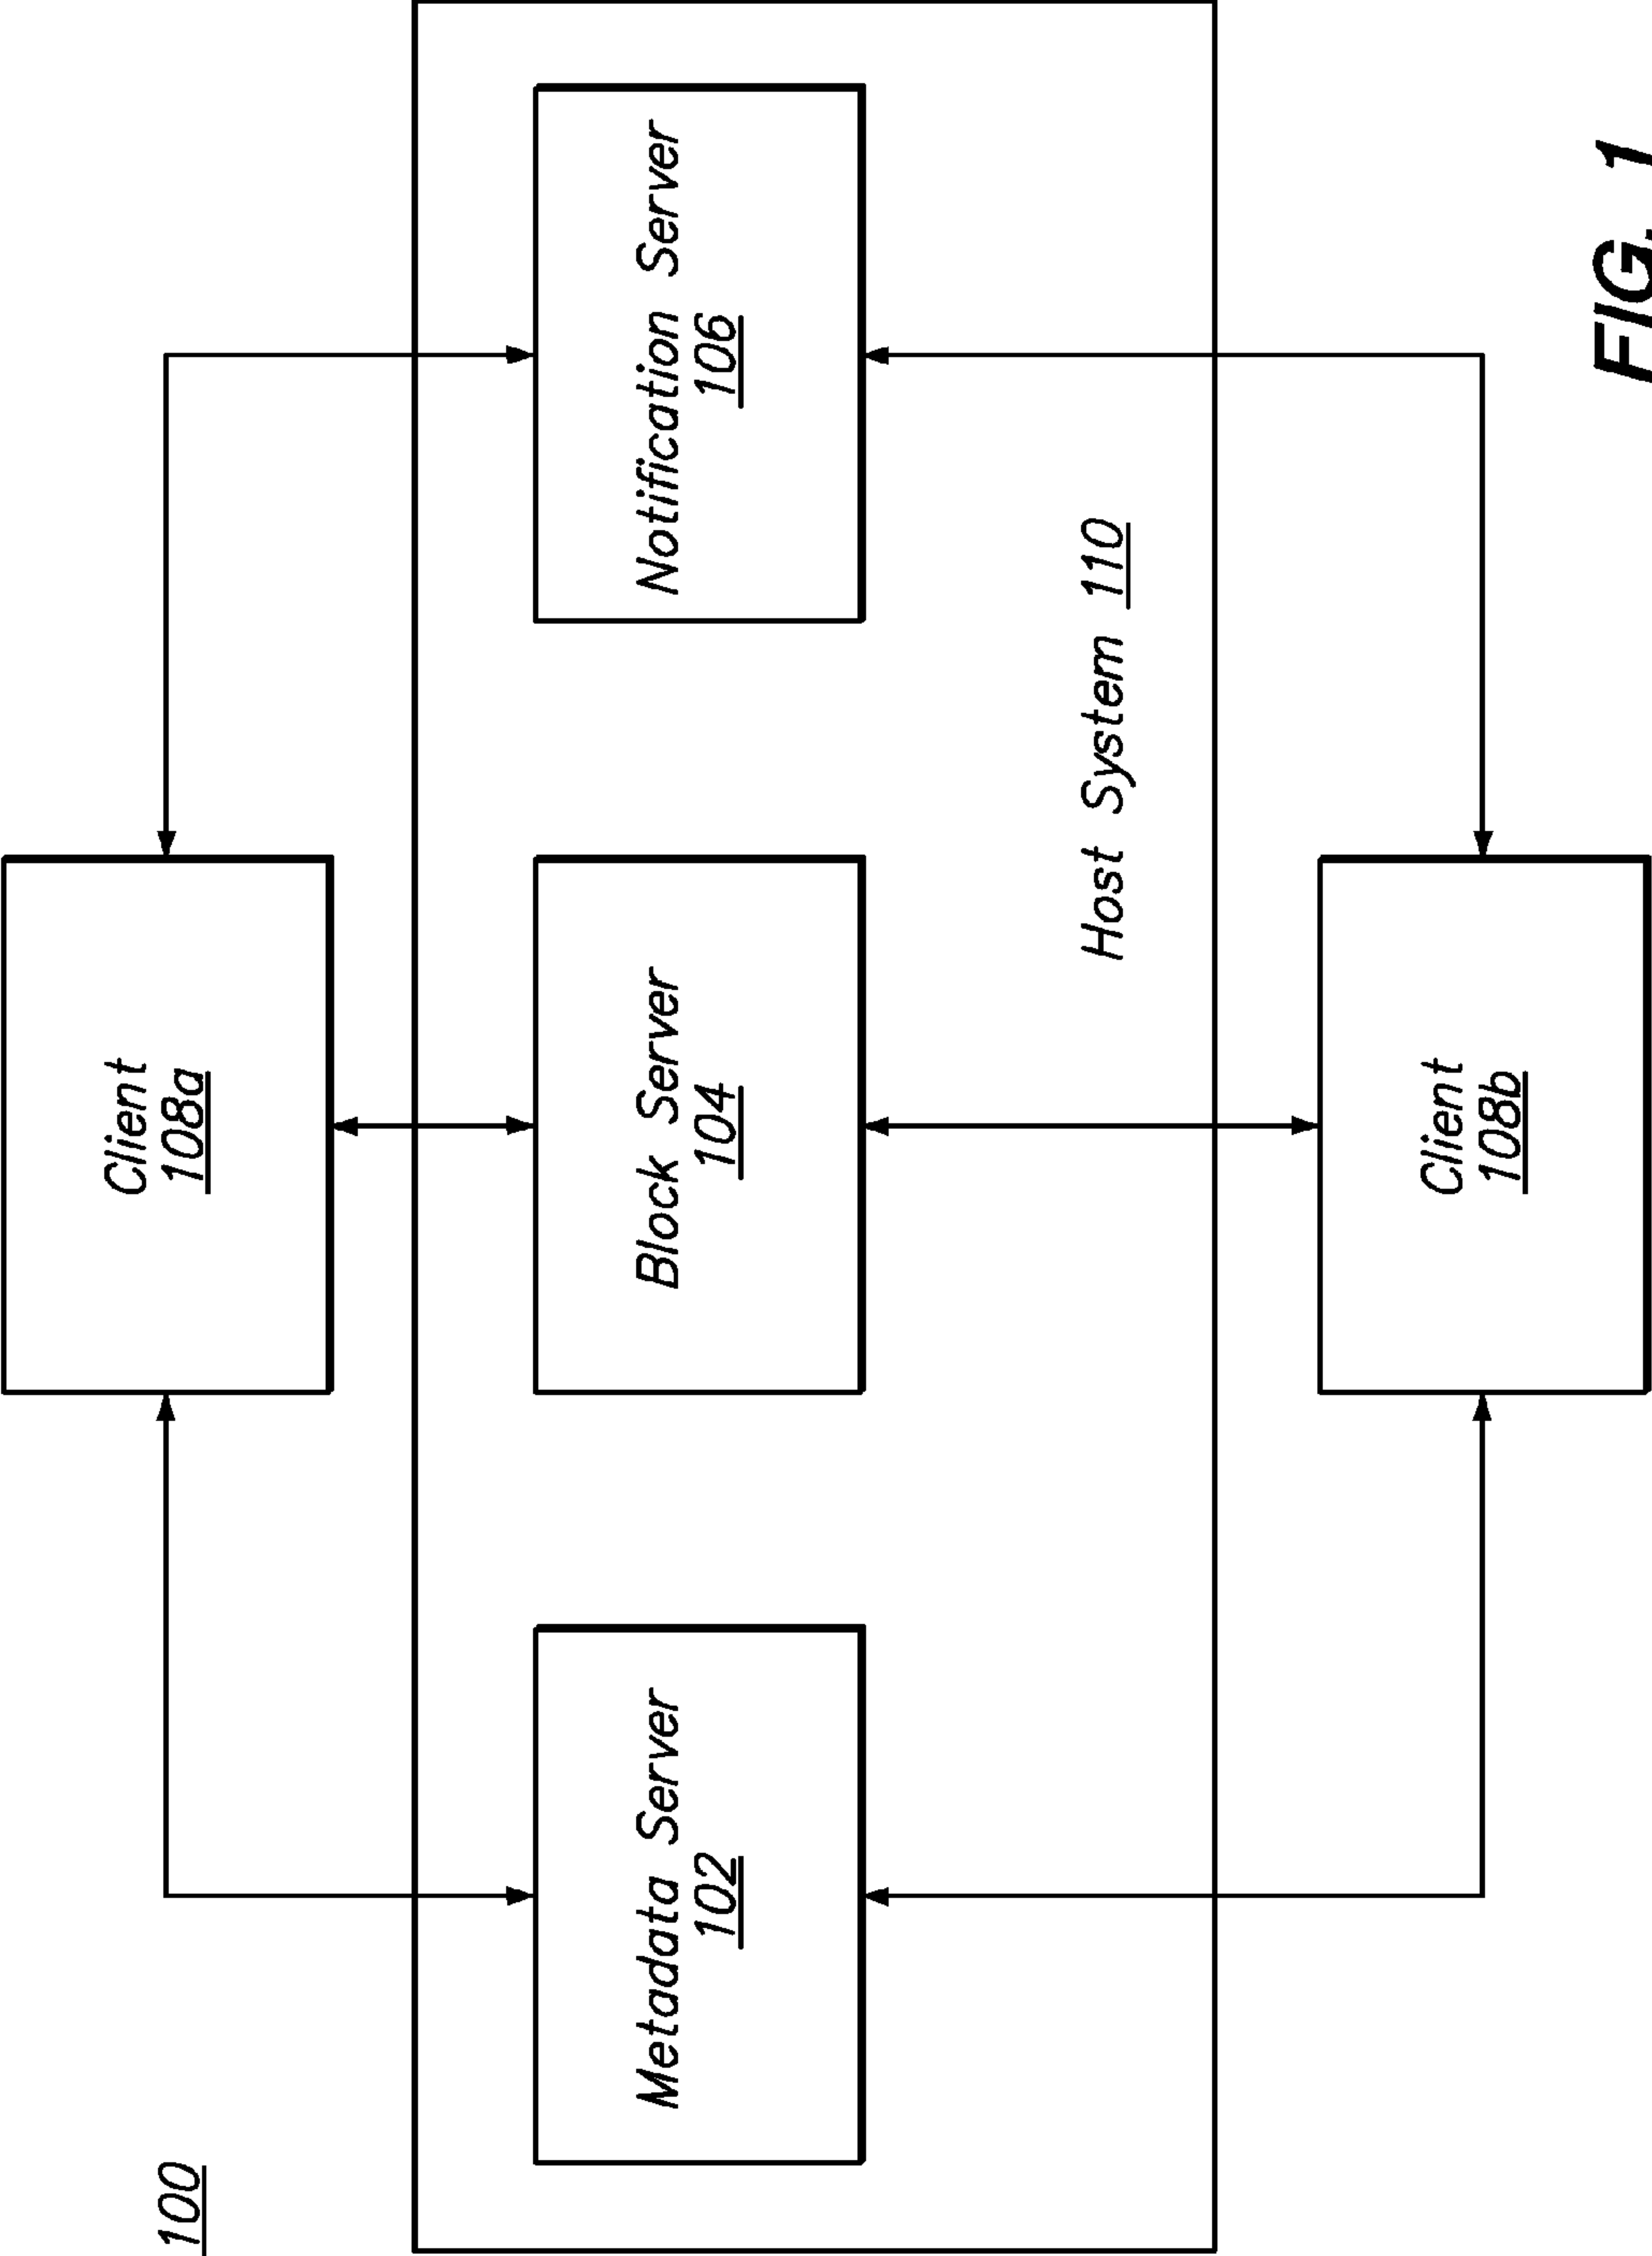 100
Client
108a
Metadata Server
102
Block Server
104
Notification Server
106
Host System 110
Client
108b
FIG. 1